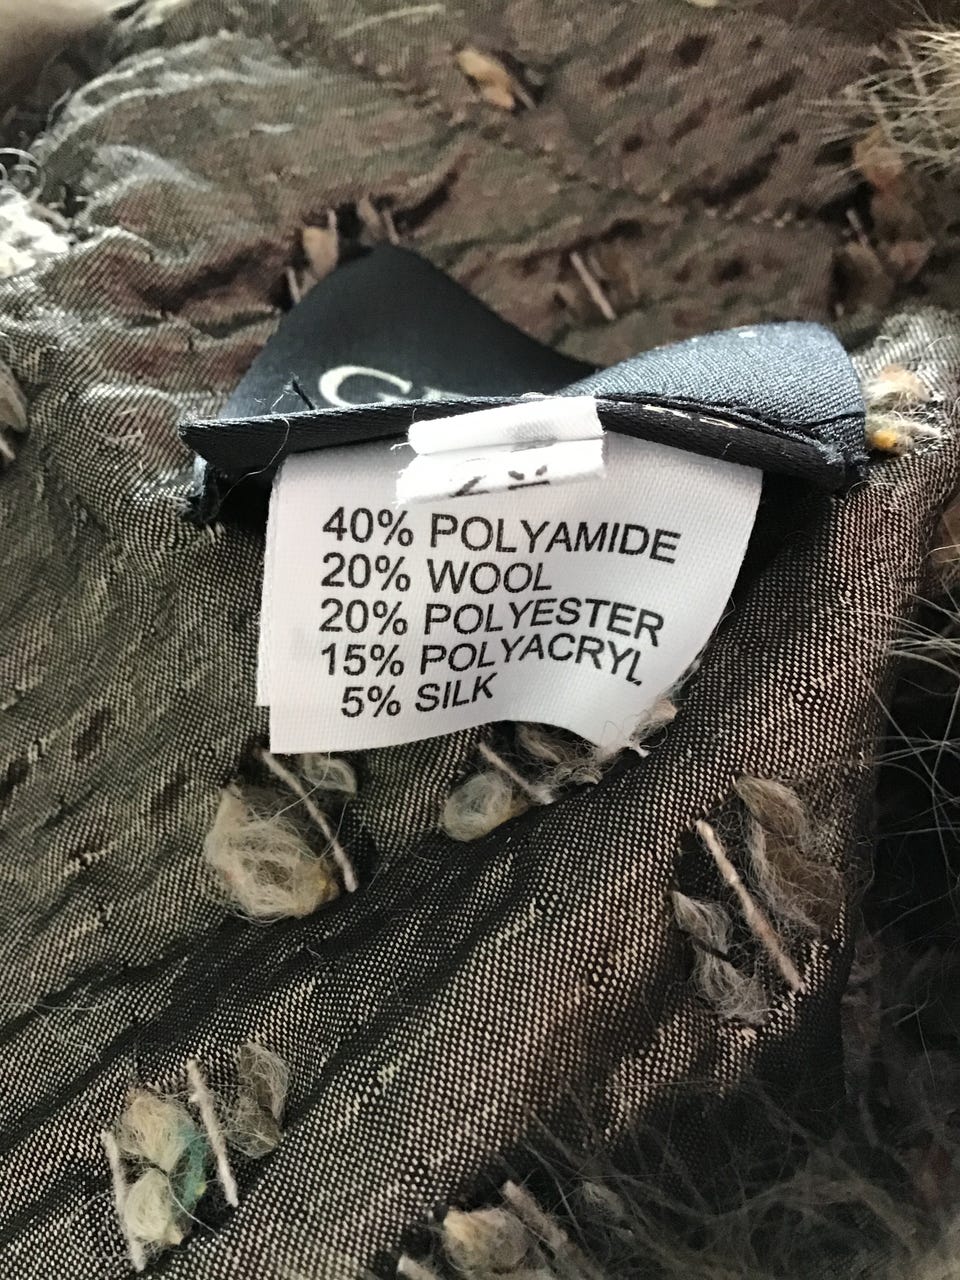 40% POLYAMIDE
20% WOOL
20% POLYESTER
15% POLYACRYL
5% SILK